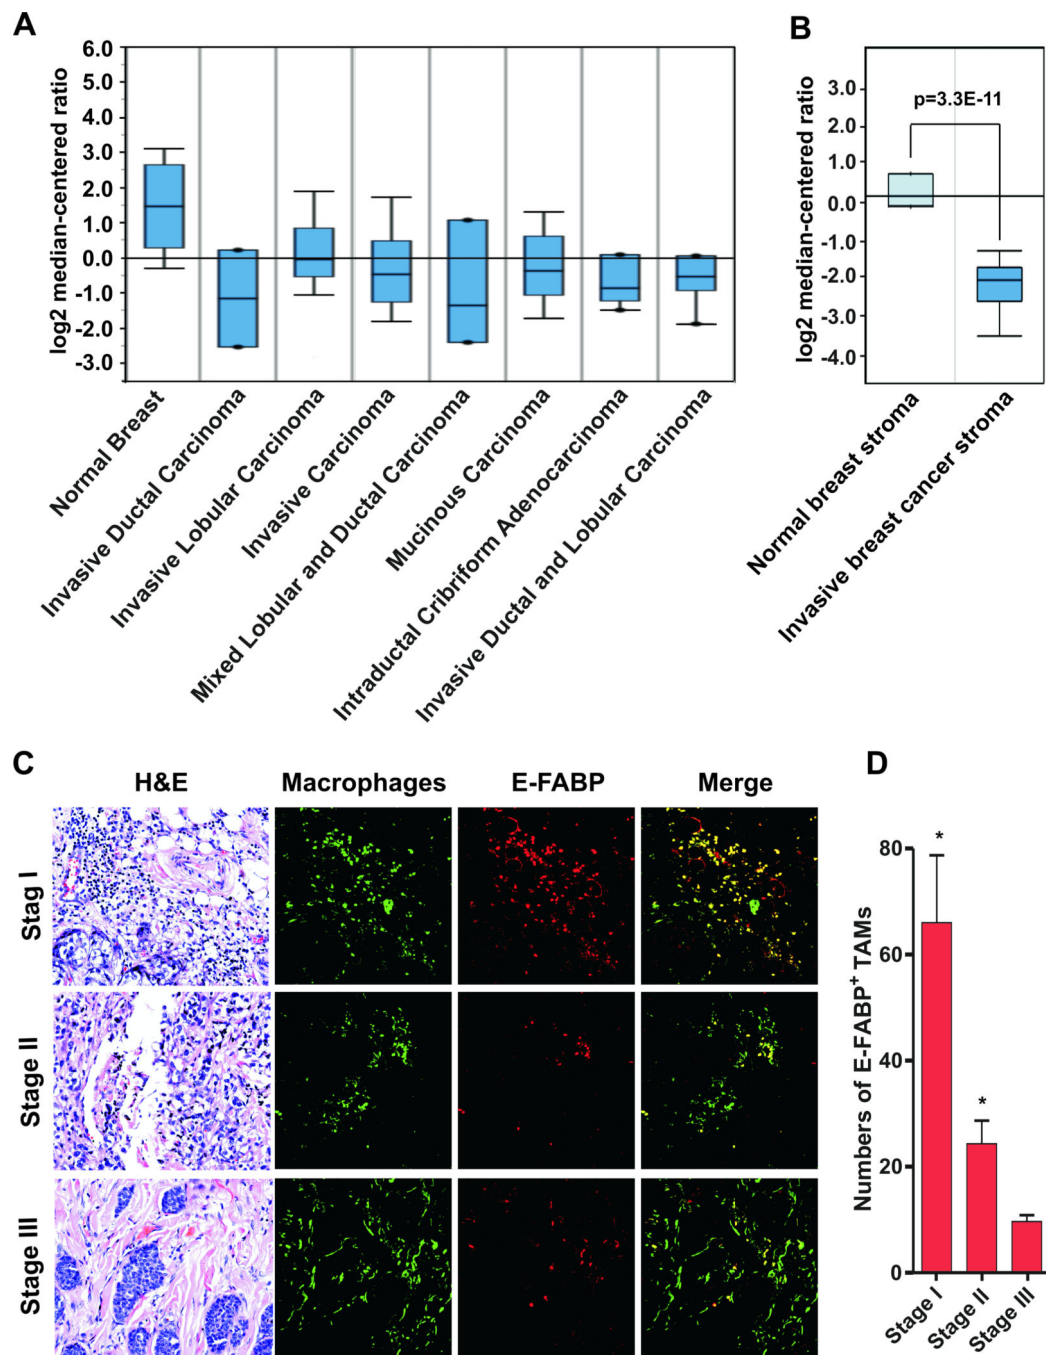 A
log2 median-centered ratio
6.0
5.0
4.0
3.0
2.0
1.0
0.0
-1.0
-2.0
-3.0
Normal Breast
Invasive Ductal Carcinoma
Invasive Lobular Carcinoma
Invasive Carcinoma
Mixed Lobular and Ductal Carcinoma
Mucinous Carcinoma
Intraductal Cribriform Adenocarcinoma
Invasive Ductal and Lobular Carcinoma
B
log2 median-centered ratio
3.0
2.0
1.0
0.0
-1.0
-2.0
-3.0
-4.0
p=3.3E-11
Normal breast stroma
Invasive breast cancer stroma
C
H&E Macrophages E-FABP Merge
Stag I
Stage II
Stage III
D
Numbers of E-FABP+ TAMs
80
60
40
20
0
*
*
Stage I
Stage II
Stage III